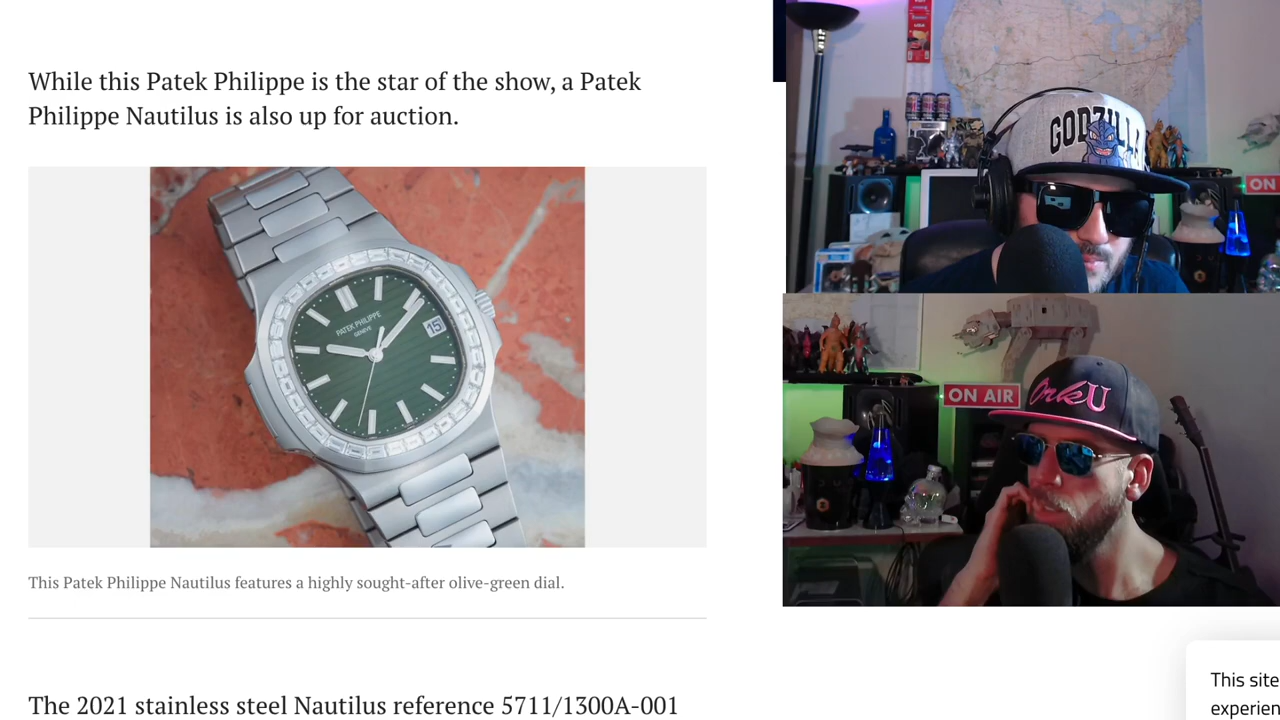 While this Patek Philippe is the star of the show, a Patek
Philippe Nautilus is also up for auction.
PATEK PHILIPPE
GENEVE
15
This Patek Philippe Nautilus features a highly sought-after olive-green dial.
The 2021 stainless steel Nautilus reference 5711/1300A-001
GODZILLA
ON
ON AIR
OrkU
This site
experien